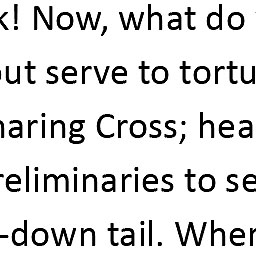 k! Now, what do
out serve to tortu
haring Cross; hea
reliminaries to se
-down tail. When